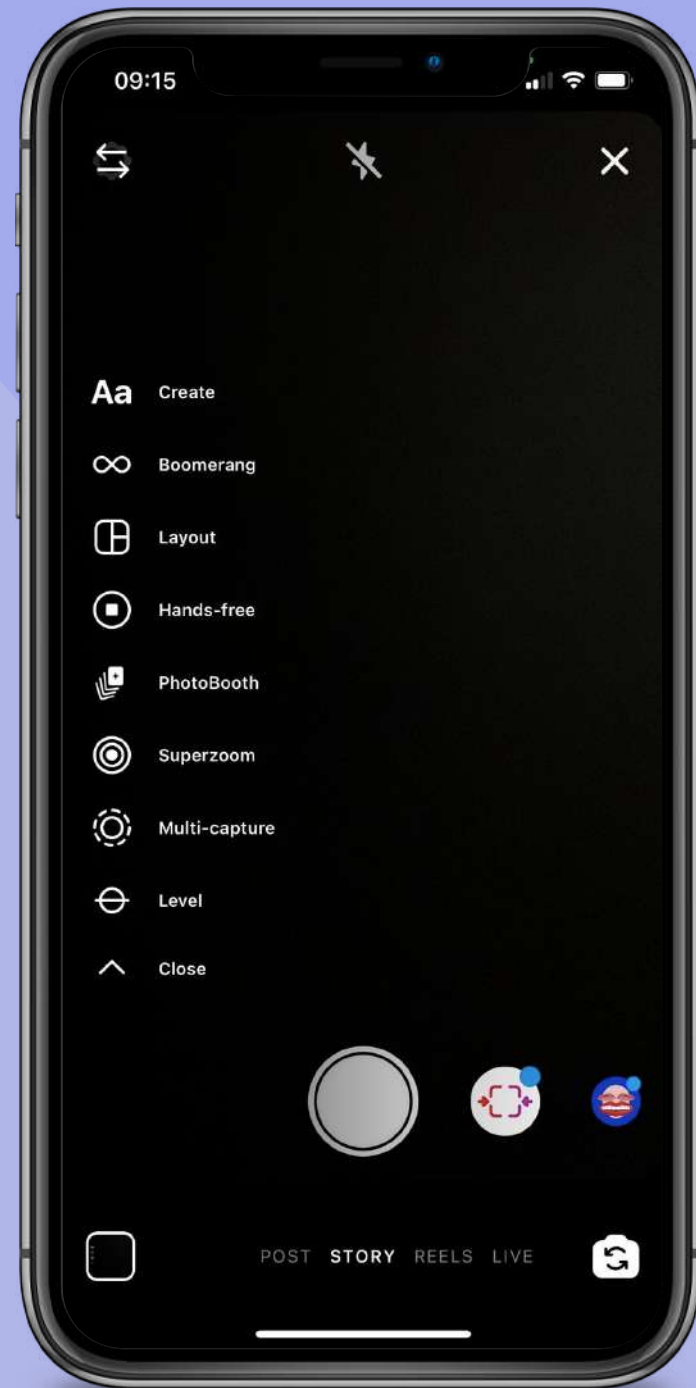 09:15
Aa Create
Boomerang
Layout
Hands-free
PhotoBooth
Superzoom
Multi-capture
Level
Close
POST STORY REELS LIVE